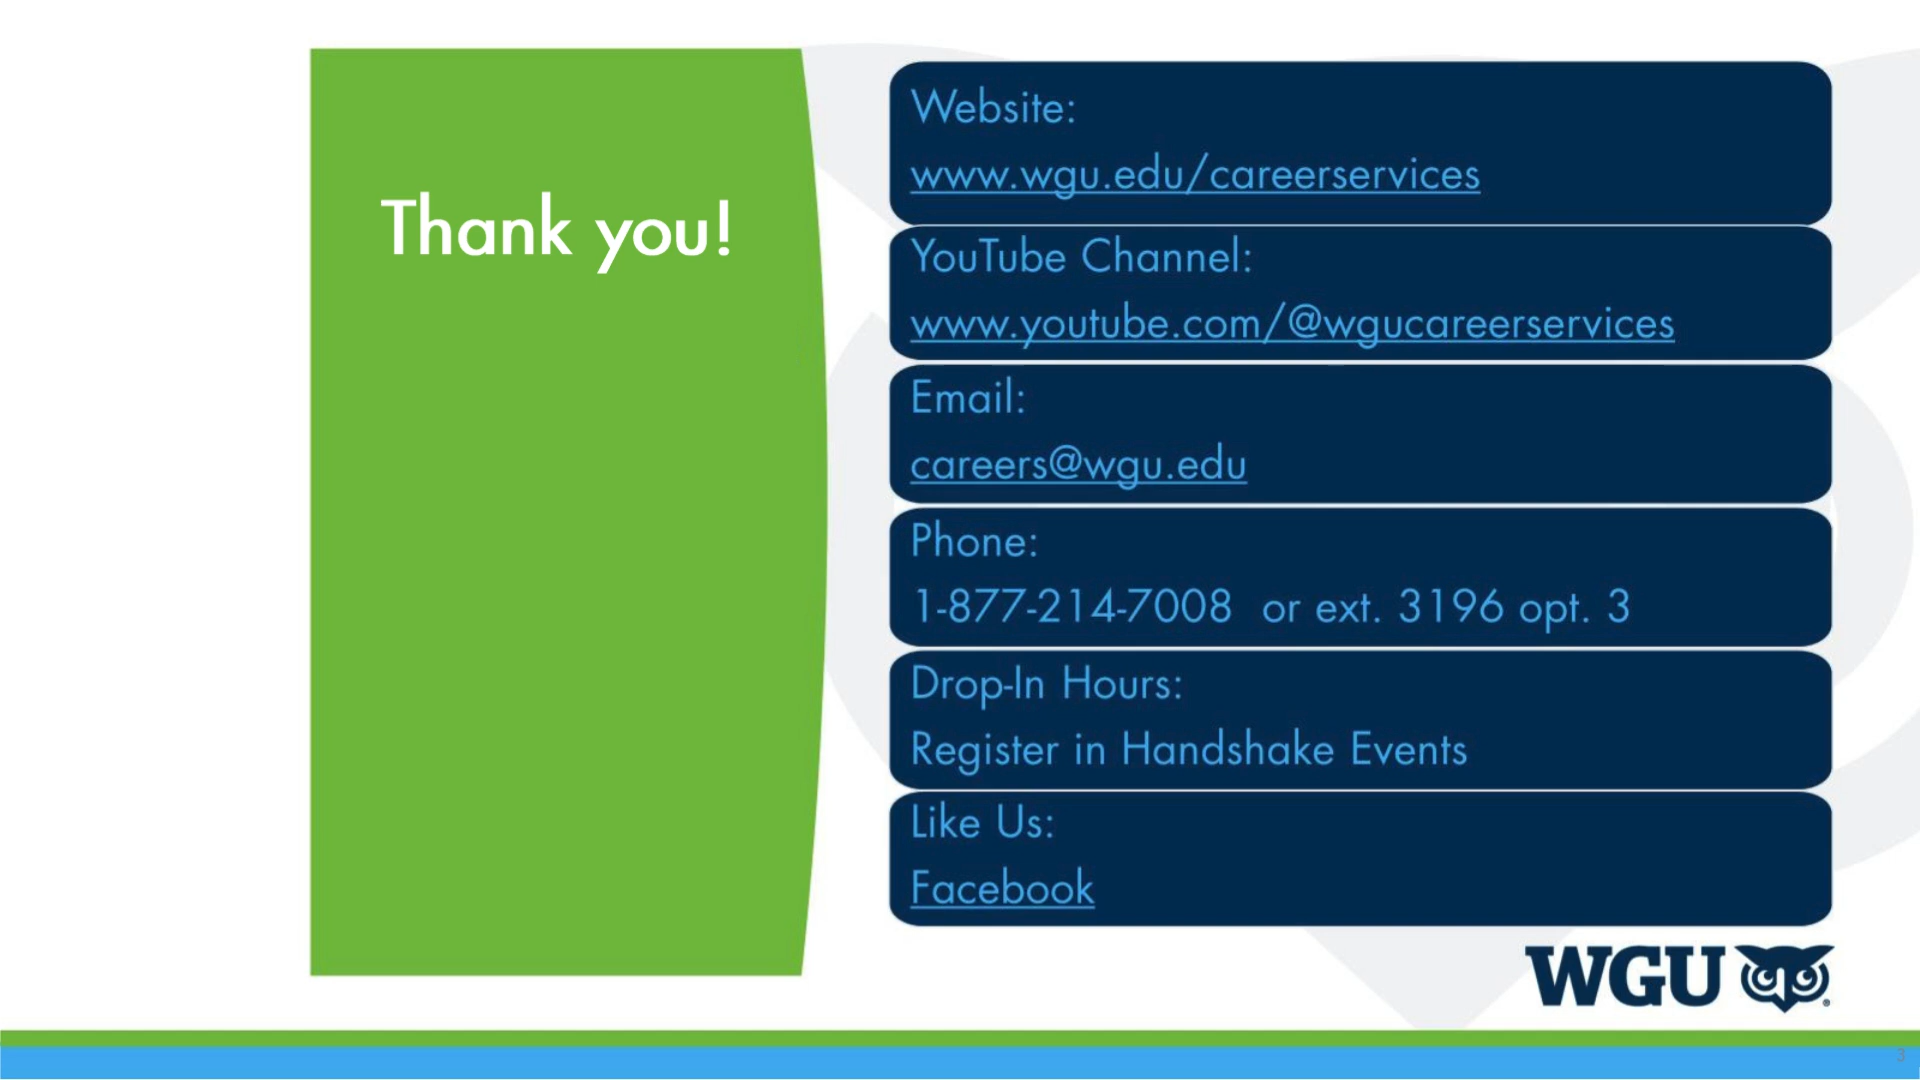 Thank you!
Website:
www.wgu.edu/careerservices
YouTube Channel:
www.youtube.com/@wgucareerservices
Email:
careers@wgu.edu
Phone:
1-877-214-7008  or ext. 3196 opt. 3
Drop-In Hours:
Register in Handshake Events
Like Us:
Facebook
WGU
3